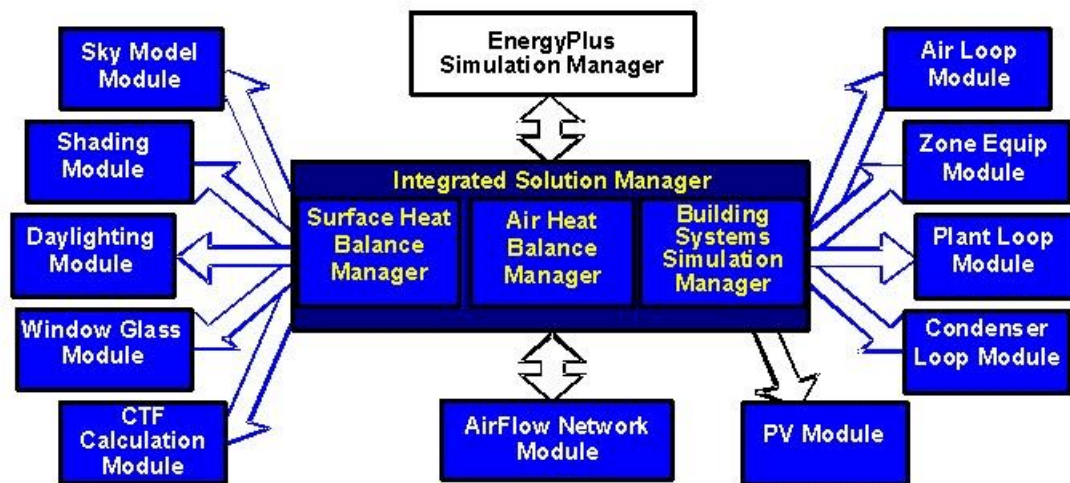 EnergyPlus
Simulation Manager
Sky Model
Module
Shading
Module
Daylighting
Module
Window Glass
Module
CTF
Calculation
Module
Integrated Solution Manager
Surface Heat
Balance
Manager
Air Heat
Balance
Manager
Building
Systems
Simulation
Manager
AirFlow Network
Module
Air Loop
Module
Zone Equip
Module
Plant Loop
Module
Condenser
Loop Module
PV Module